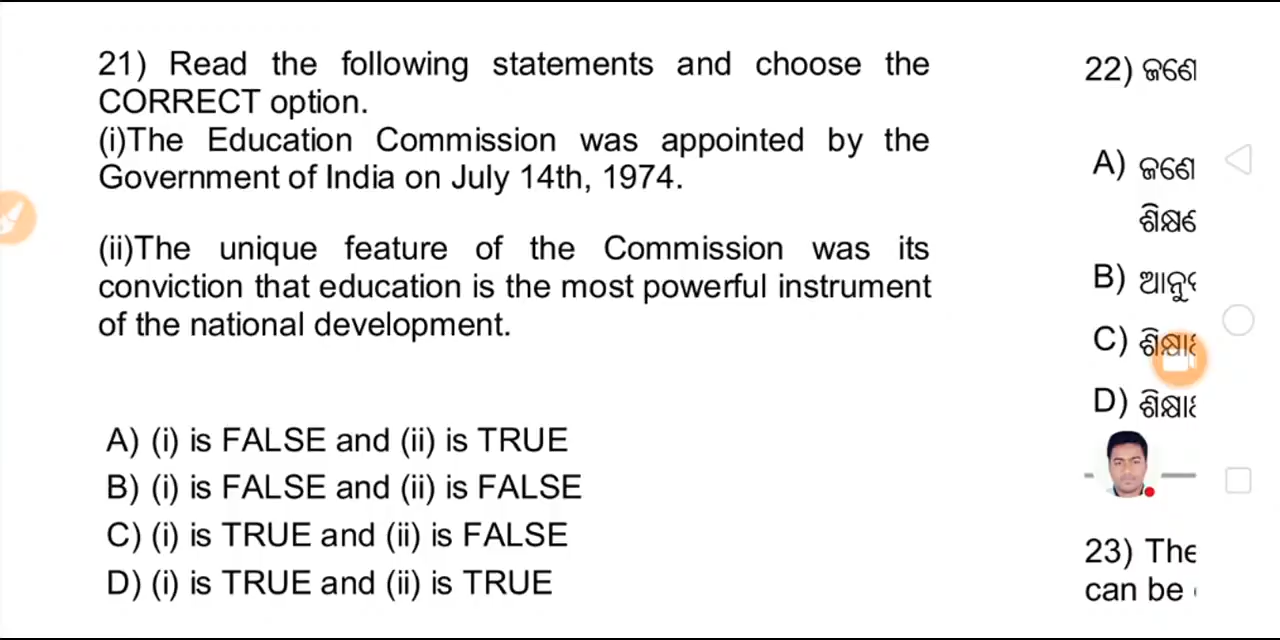 21) Read the following statements and choose the
CORRECT option.
(i)The Education Commission was appointed by the
Government of India on July 14th, 1974.
(ii)The unique feature of the Commission was its
conviction that education is the most powerful instrument
of the national development.
A) (i) is FALSE and (ii) is TRUE
B) (i) is FALSE and (ii) is FALSE
C) (i) is TRUE and (ii) is FALSE
D) (i) is TRUE and (ii) is TRUE
22) ଜଣେ
A) ଜଣେ
B)
C)
D)
23) The
can be